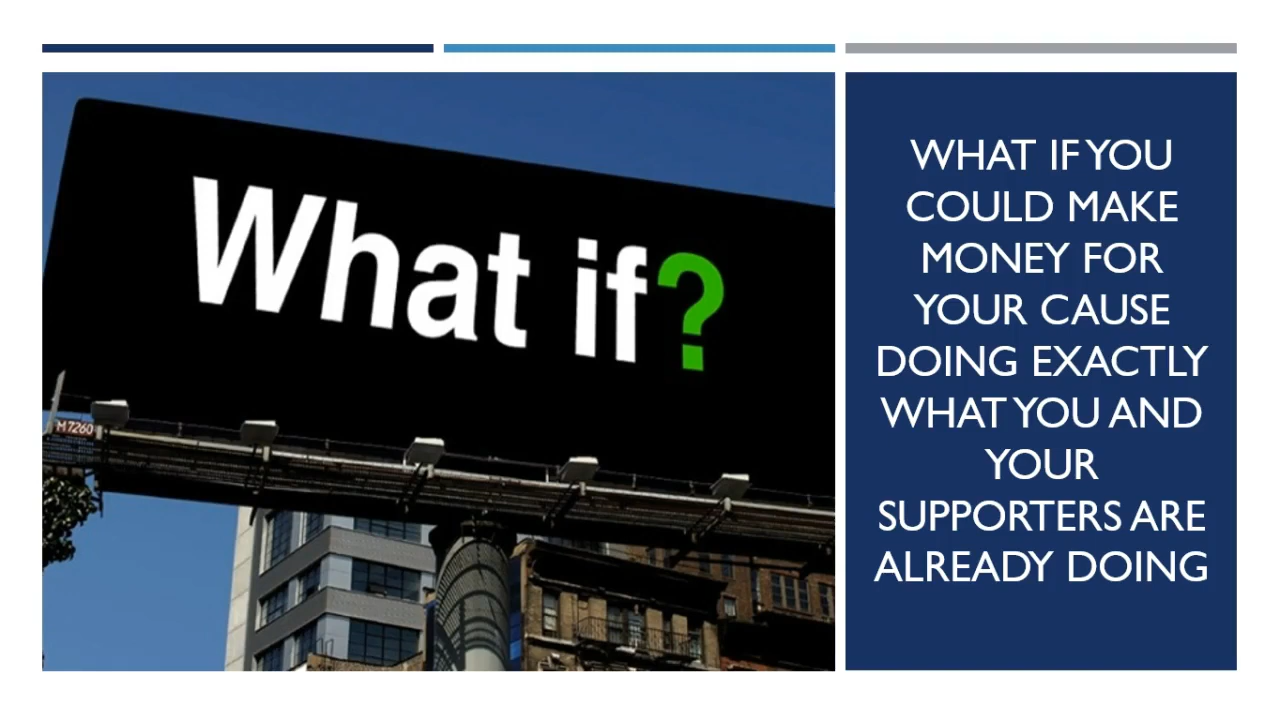 What if?
M7260
WHAT IF YOU
COULD MAKE
MONEY FOR
YOUR CAUSE
DOING EXACTLY
WHAT YOU AND
YOUR
SUPPORTERS ARE
ALREADY DOING